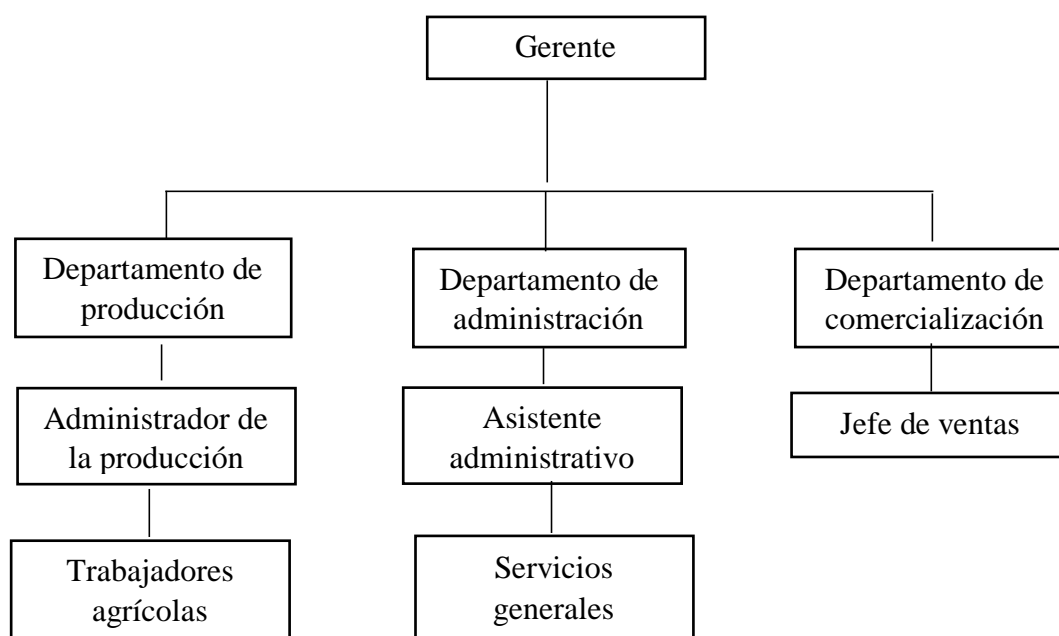 Gerente
Departamento de
producción
Departamento de
administración
Departamento de
comercialización
Administrador de
la producción
Asistente
administrativo
Jefe de ventas
Trabajadores
agrícolas
Servicios
generales